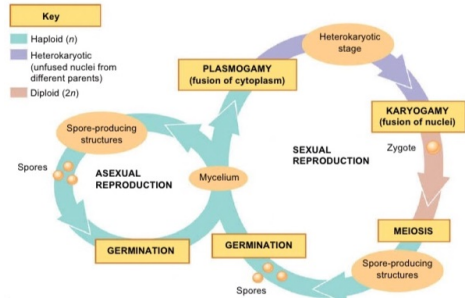 Key
Haploid (n)
Heterokaryotic
(unfused nuclei from
different parents)
Diploid (2n)
PLASMOGAMY
(fusion of cytoplasm)
Heterokaryotic
stage
KARYOGAMY
(fusion of nuclei)
Zygote
SEXUAL
REPRODUCTION
Spore-producing
structures
Spores
ASEXUAL
REPRODUCTION
Mycelium
GERMINATION
GERMINATION
MEIOSIS
Spore-producing
structures
Spores